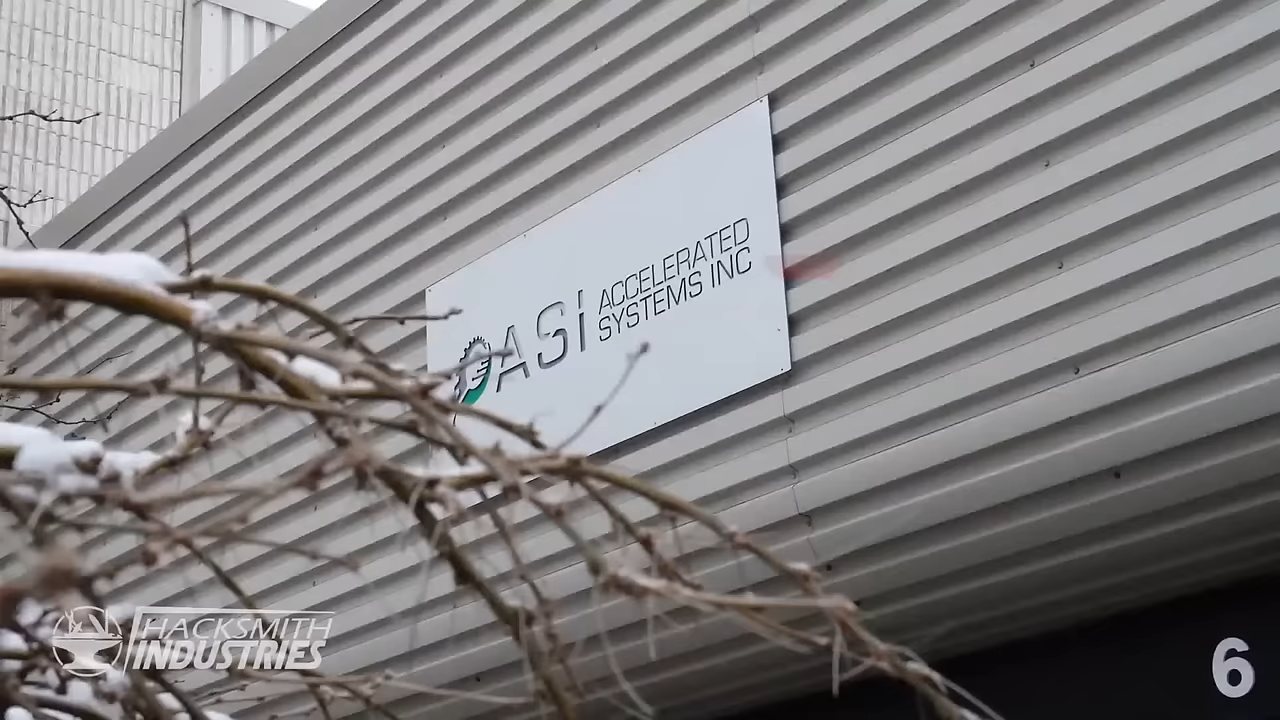 ASi ACCELERATED
SYSTEMS INC
HACKSMITH
INDUSTRIES
6